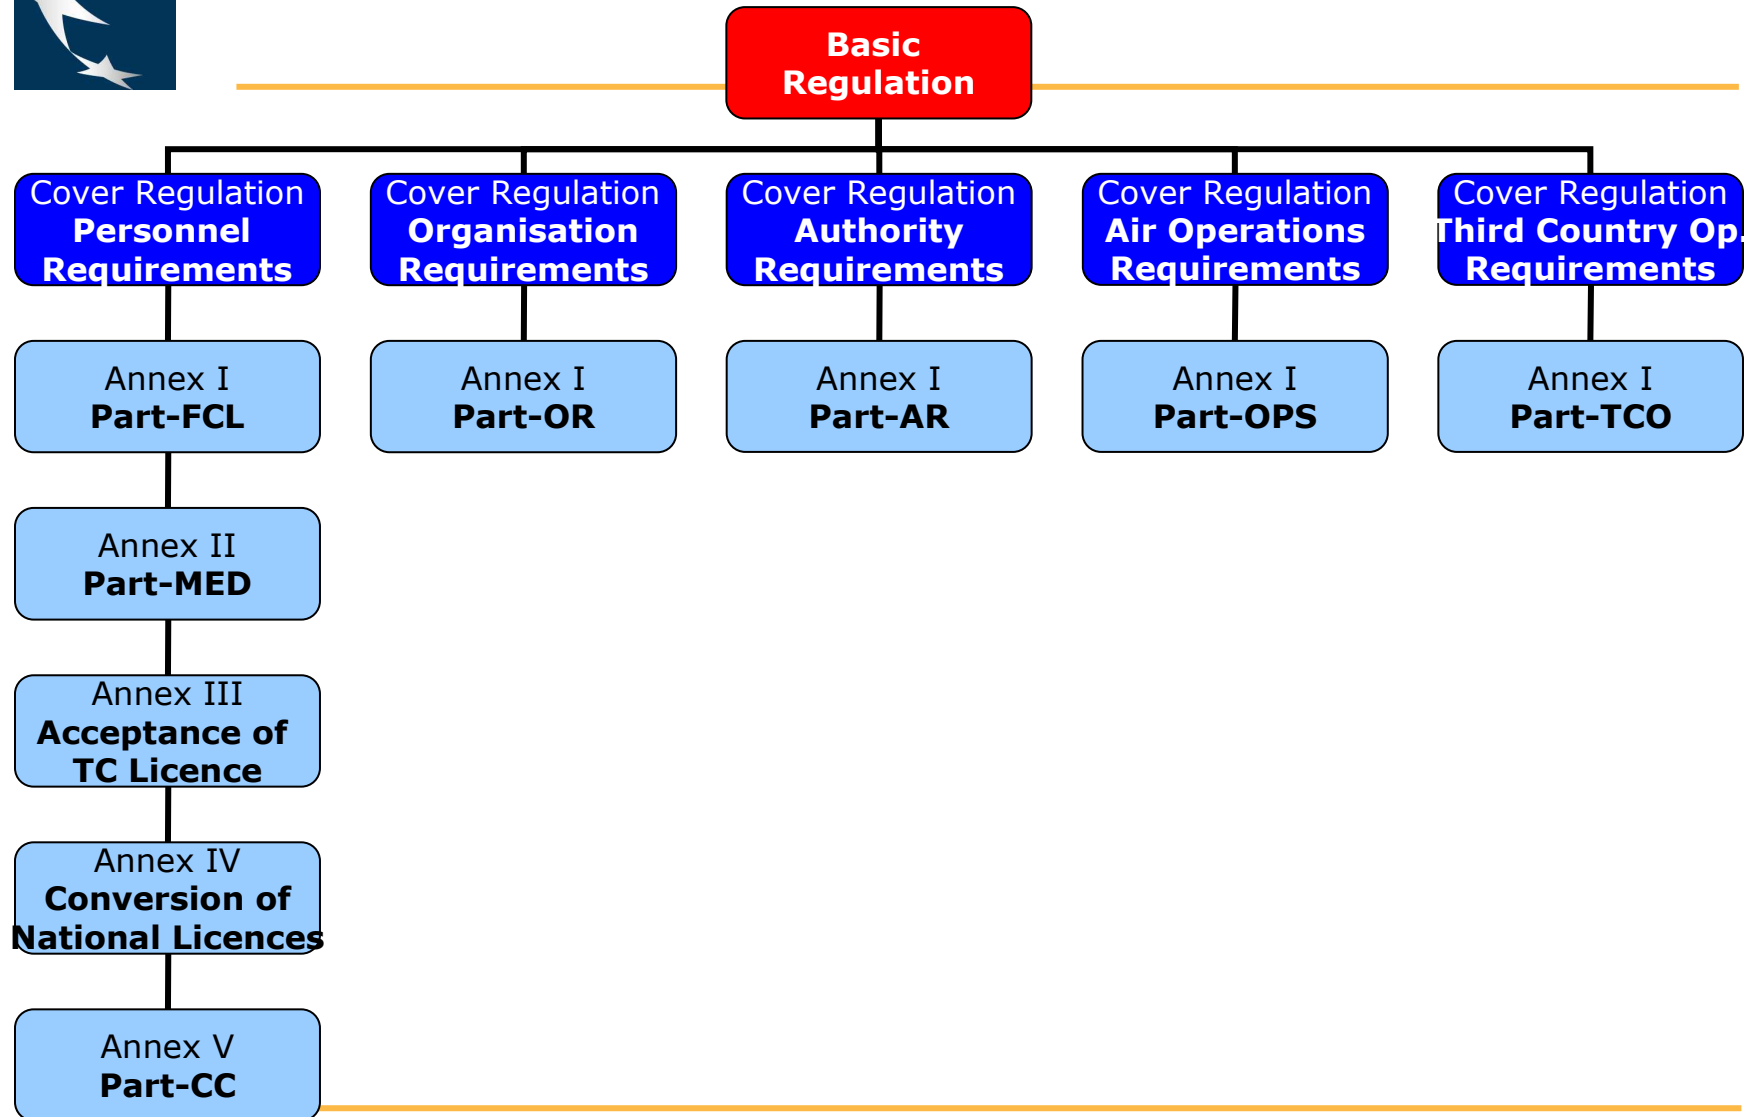 Basic
Regulation
Cover Regulation
Personnel
Requirements
Cover Regulation
Organisation
Requirements
Cover Regulation
Authority
Requirements
Cover Regulation
Air Operations
Requirements
Cover Regulation
Third Country Op.
Requirements
Annex I
Part-FCL
Annex I
Part-OR
Annex I
Part-AR
Annex I
Part-OPS
Annex I
Part-TCO
Annex II
Part-MED
Annex III
Acceptance of
TC Licence
Annex IV
Conversion of
National Licences
Annex V
Part-CC